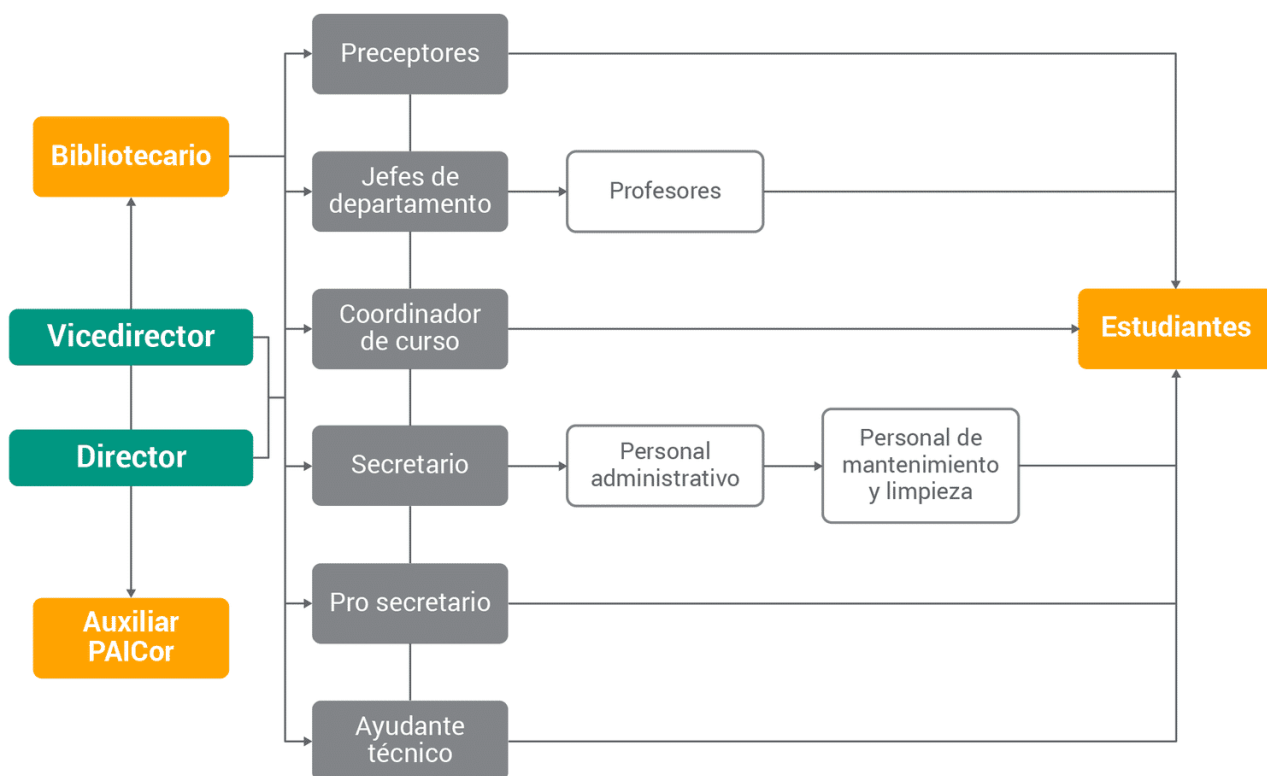 Preceptores
Bibliotecario
Jefes de
departamento
Profesores
Vicedirector
Coordinador
de curso
Estudiantes
Director
Secretario
Personal
administrativo
Personal de
mantenimiento
y limpieza
Auxiliar
PAICor
Pro secretario
Ayudante
técnico